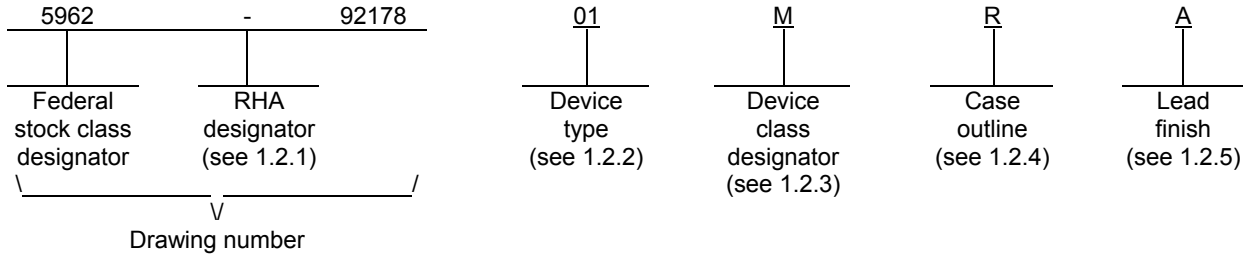 5962 - 92178 01 M R A
Federal stock class designator
RHA designator (see 1.2.1)
Device type (see 1.2.2)
Device class designator (see 1.2.3)
Case outline (see 1.2.4)
Lead finish (see 1.2.5)
\ /
\/
Drawing number